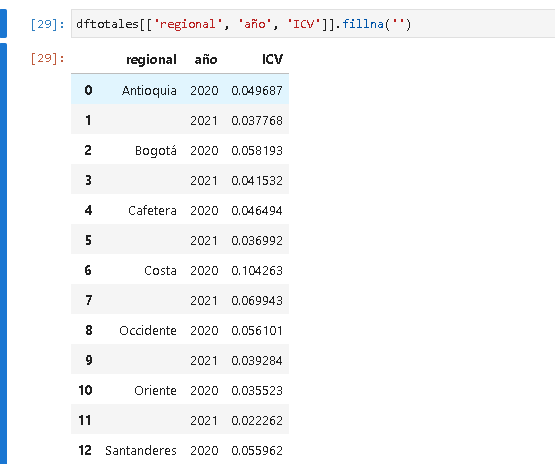 [29]: dftotales[['regional', 'año', 'ICV']].fillna('')
[29]:
regional año ICV
0 Antioquia 2020 0.049687
1 2021 0.037768
2 Bogotá 2020 0.058193
3 2021 0.041532
4 Cafetera 2020 0.046494
5 2021 0.036992
6 Costa 2020 0.104263
7 2021 0.069943
8 Occidente 2020 0.056101
9 2021 0.039284
10 Oriente 2020 0.035523
11 2021 0.022262
12 Santanderes 2020 0.055962